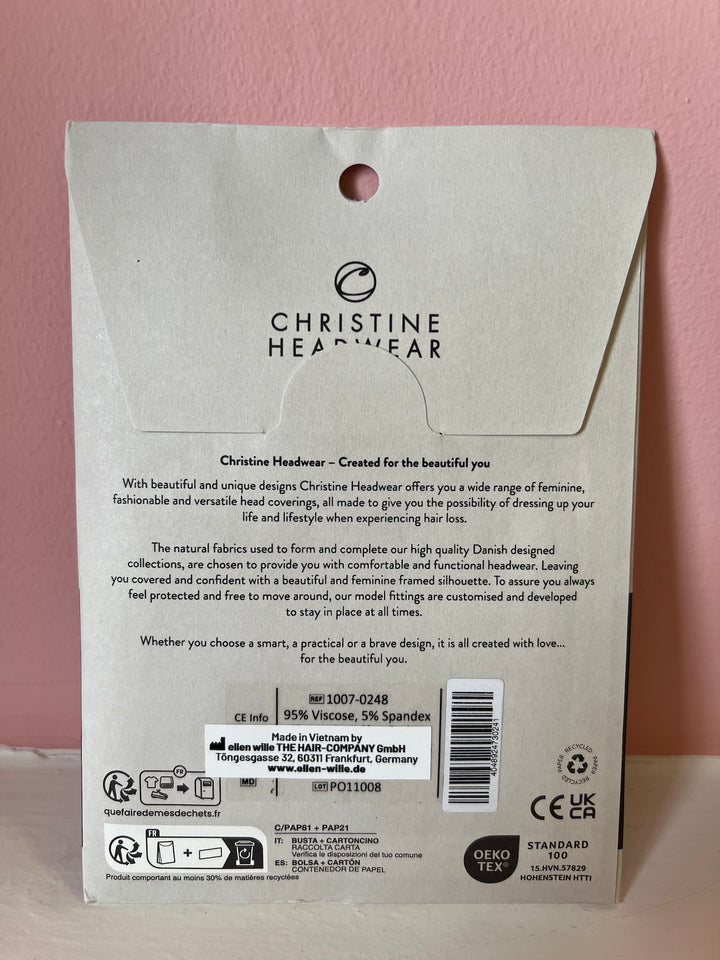 CHRISTINE
HEADWEAR
Christine Headwear – Created for the beautiful you
With beautiful and unique designs Christine Headwear offers you a wide range of feminine,
fashionable and versatile head coverings, all made to give you the possibility of dressing up your
life and lifestyle when experiencing hair loss.
The natural fabrics used to form and complete our high quality Danish designed
collections, are chosen to provide you with comfortable and functional headwear. Leaving
you covered and confident with a beautiful and feminine framed silhouette. To assure you always
feel protected and free to move around, our model fittings are customised and developed
to stay in place at all times.
Whether you choose a smart, a practical or a brave design, it is all created with love...
for the beautiful you.
REF 1007-0248
CE Info 95% Viscose, 5% Spandex
Made in Vietnam by
ellen wille THE HAIR-COMPANY GmbH
Töngesgasse 32, 60311 Frankfurt, Germany
www.ellen-wille.de
MD
LOT PO11008
4048924730241
RECYCLED PAPER RECYCLED PAPER
FR
quefairedemesdechets.fr
CE UK CA
FR
Produit comportant au moins 30% de matières recyclées
C/PAP81 + PAP21
IT: BUSTA + CARTONCINO
RACCOLTA CARTA
Verifica le disposizioni del tuo comune
ES: BOLSA + CARTÓN
CONTENEDOR DE PAPEL
OEKO
TEX®
STANDARD
100
15.HVN.57829
HOHENSTEIN HTTI